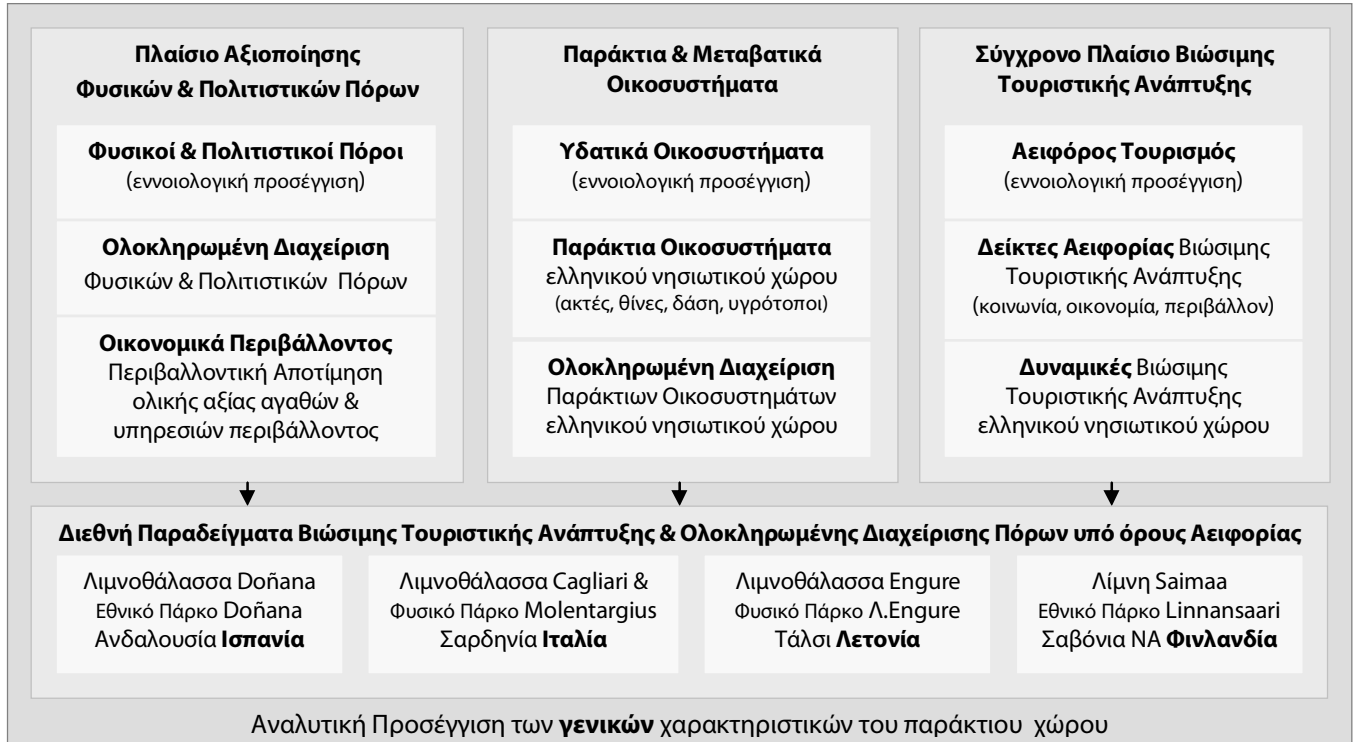 Πλαίσιο Αξιοποίησης
Φυσικών & Πολιτιστικών Πόρων
Φυσικοί & Πολιτιστικοί Πόροι
(εννοιολογική προσέγγιση)
Ολοκληρωμένη Διαχείριση
Φυσικών & Πολιτιστικών Πόρων
Οικονομικά Περιβάλλοντος
Περιβαλλοντική Αποτίμηση
ολικής αξίας αγαθών &
υπηρεσιών περιβάλλοντος
Παράκτια & Μεταβατικά
Οικοσυστήματα
Υδατικά Οικοσυστήματα
(εννοιολογική προσέγγιση)
Παράκτια Οικοσυστήματα
ελληνικού νησιωτικού χώρου
(ακτές, θίνες, δάση, υγρότοποι)
Ολοκληρωμένη Διαχείριση
Παράκτιων Οικοσυστημάτων
ελληνικού νησιωτικού χώρου
Σύγχρονο Πλαίσιο Βιώσιμης
Τουριστικής Ανάπτυξης
Αειφόρος Τουρισμός
(εννοιολογική προσέγγιση)
Δείκτες Αειφορίας Βιώσιμης
Τουριστικής Ανάπτυξης
(κοινωνία, οικονομία, περιβάλλον)
Δυναμικές Βιώσιμης
Τουριστικής Ανάπτυξης
ελληνικού νησιωτικού χώρου
Διεθνή Παραδείγματα Βιώσιμης Τουριστικής Ανάπτυξης & Ολοκληρωμένης Διαχείρισης Πόρων υπό όρους Αειφορίας
Λιμνοθάλασσα Doñana
Εθνικό Πάρκο Doñana
Ανδαλουσία Ισπανία
Λιμνοθάλασσα Cagliari &
Φυσικό Πάρκο Molentargius
Σαρδηνία Ιταλία
Λιμνοθάλασσα Engure
Φυσικό Πάρκο Λ.Engure
Τάλσι Λετονία
Λίμνη Saimaa
Εθνικό Πάρκο Linnansaari
Σαβόνια ΝΑ Φινλανδία
Αναλυτική Προσέγγιση των γενικών χαρακτηριστικών του παράκτιου χώρου